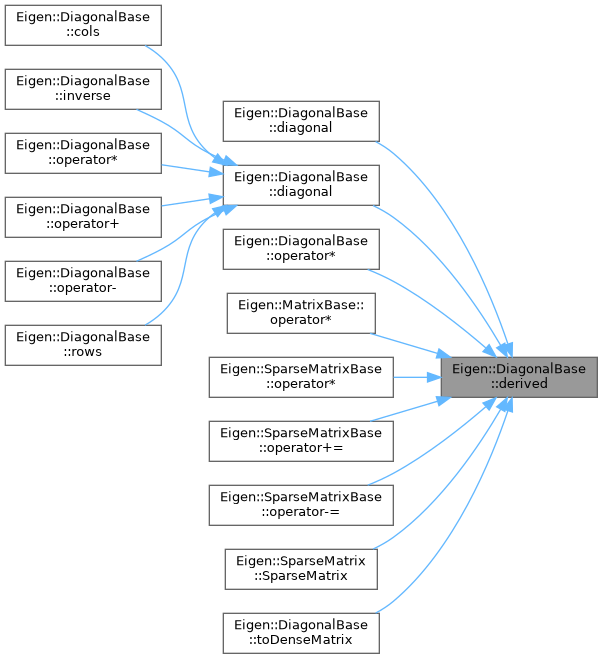 Eigen::DiagonalBase
::cols
Eigen::DiagonalBase
::inverse
Eigen::DiagonalBase
::operator*
Eigen::DiagonalBase
::operator+
Eigen::DiagonalBase
::operator-
Eigen::DiagonalBase
::rows
Eigen::DiagonalBase
::diagonal
Eigen::DiagonalBase
::diagonal
Eigen::DiagonalBase
::operator*
Eigen::MatrixBase::
operator*
Eigen::SparseMatrixBase
::operator*
Eigen::SparseMatrixBase
::operator+=
Eigen::SparseMatrixBase
::operator-=
Eigen::SparseMatrix
::SparseMatrix
Eigen::DiagonalBase
::toDenseMatrix
Eigen::DiagonalBase
::derived